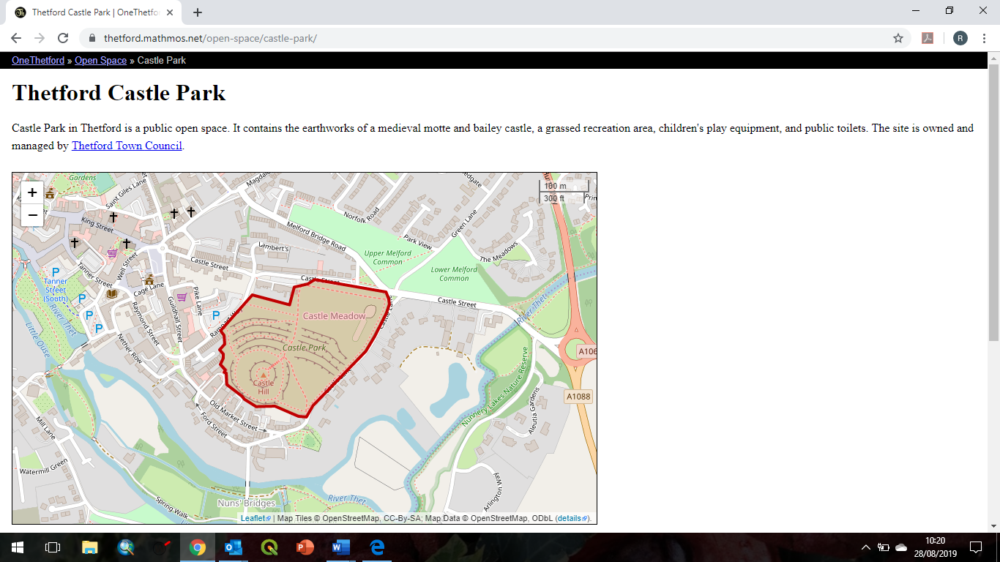 Thetford Castle Park | OneThetfo
thetford.mathmos.net/open-space/castle-park/
R
OneThetford » Open Space » Castle Park
Thetford Castle Park
Castle Park in Thetford is a public open space. It contains the earthworks of a medieval motte and bailey castle, a grassed recreation area, children's play equipment, and public toilets. The site is owned and
managed by Thetford Town Council.
+
−
100 m
300 ft
Gardens
Saint Giles Lane
Magdal
King Street
Norfolk Road
Green Lane
Melford Bridge Road
Park View
The Meadows
Lambert's
Upper Melford
Common
Lower Melford
Common
Well Street
Castle Street
Castle Street
Castle Street
Tanner Street
P
Tanner
Street
(South)
P
P
P
P
Cage Lane
Pike Lane
Guildhall Street
Raymond Street
Nether Row
River Thet
Little Ouse
Castle Meadow
Castle Park
Castle
Hill
River Thet
A106
A1088
Nunnery Lakes Nature Reserve
Aleutia Gardens
Old Market Street
Ford Street
Mill Lane
Watermill Green
Spring Walk
Nuns' Bridges
River Thet
Arlington Way
Leaflet | Map Tiles © OpenStreetMap, CC-By-SA; Map Data © OpenStreetMap, ODbL (details).
10:20
28/08/2019